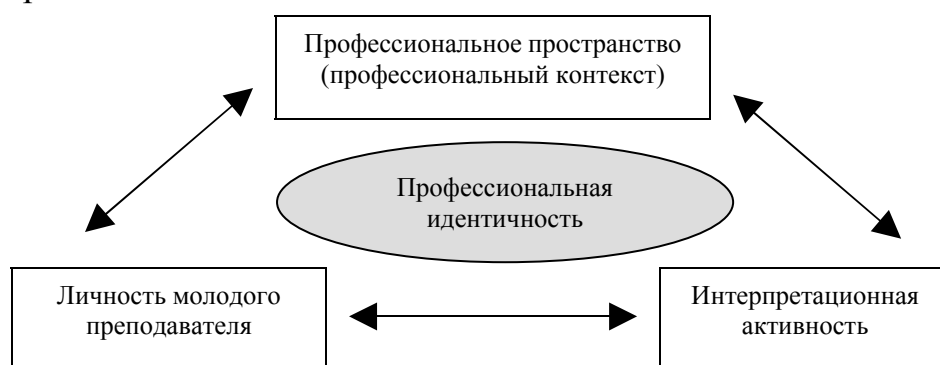 Профессиональное пространство
(профессиональный контекст)
Профессиональная
идентичность
Личность молодого
преподавателя
Интерпретационная
активность